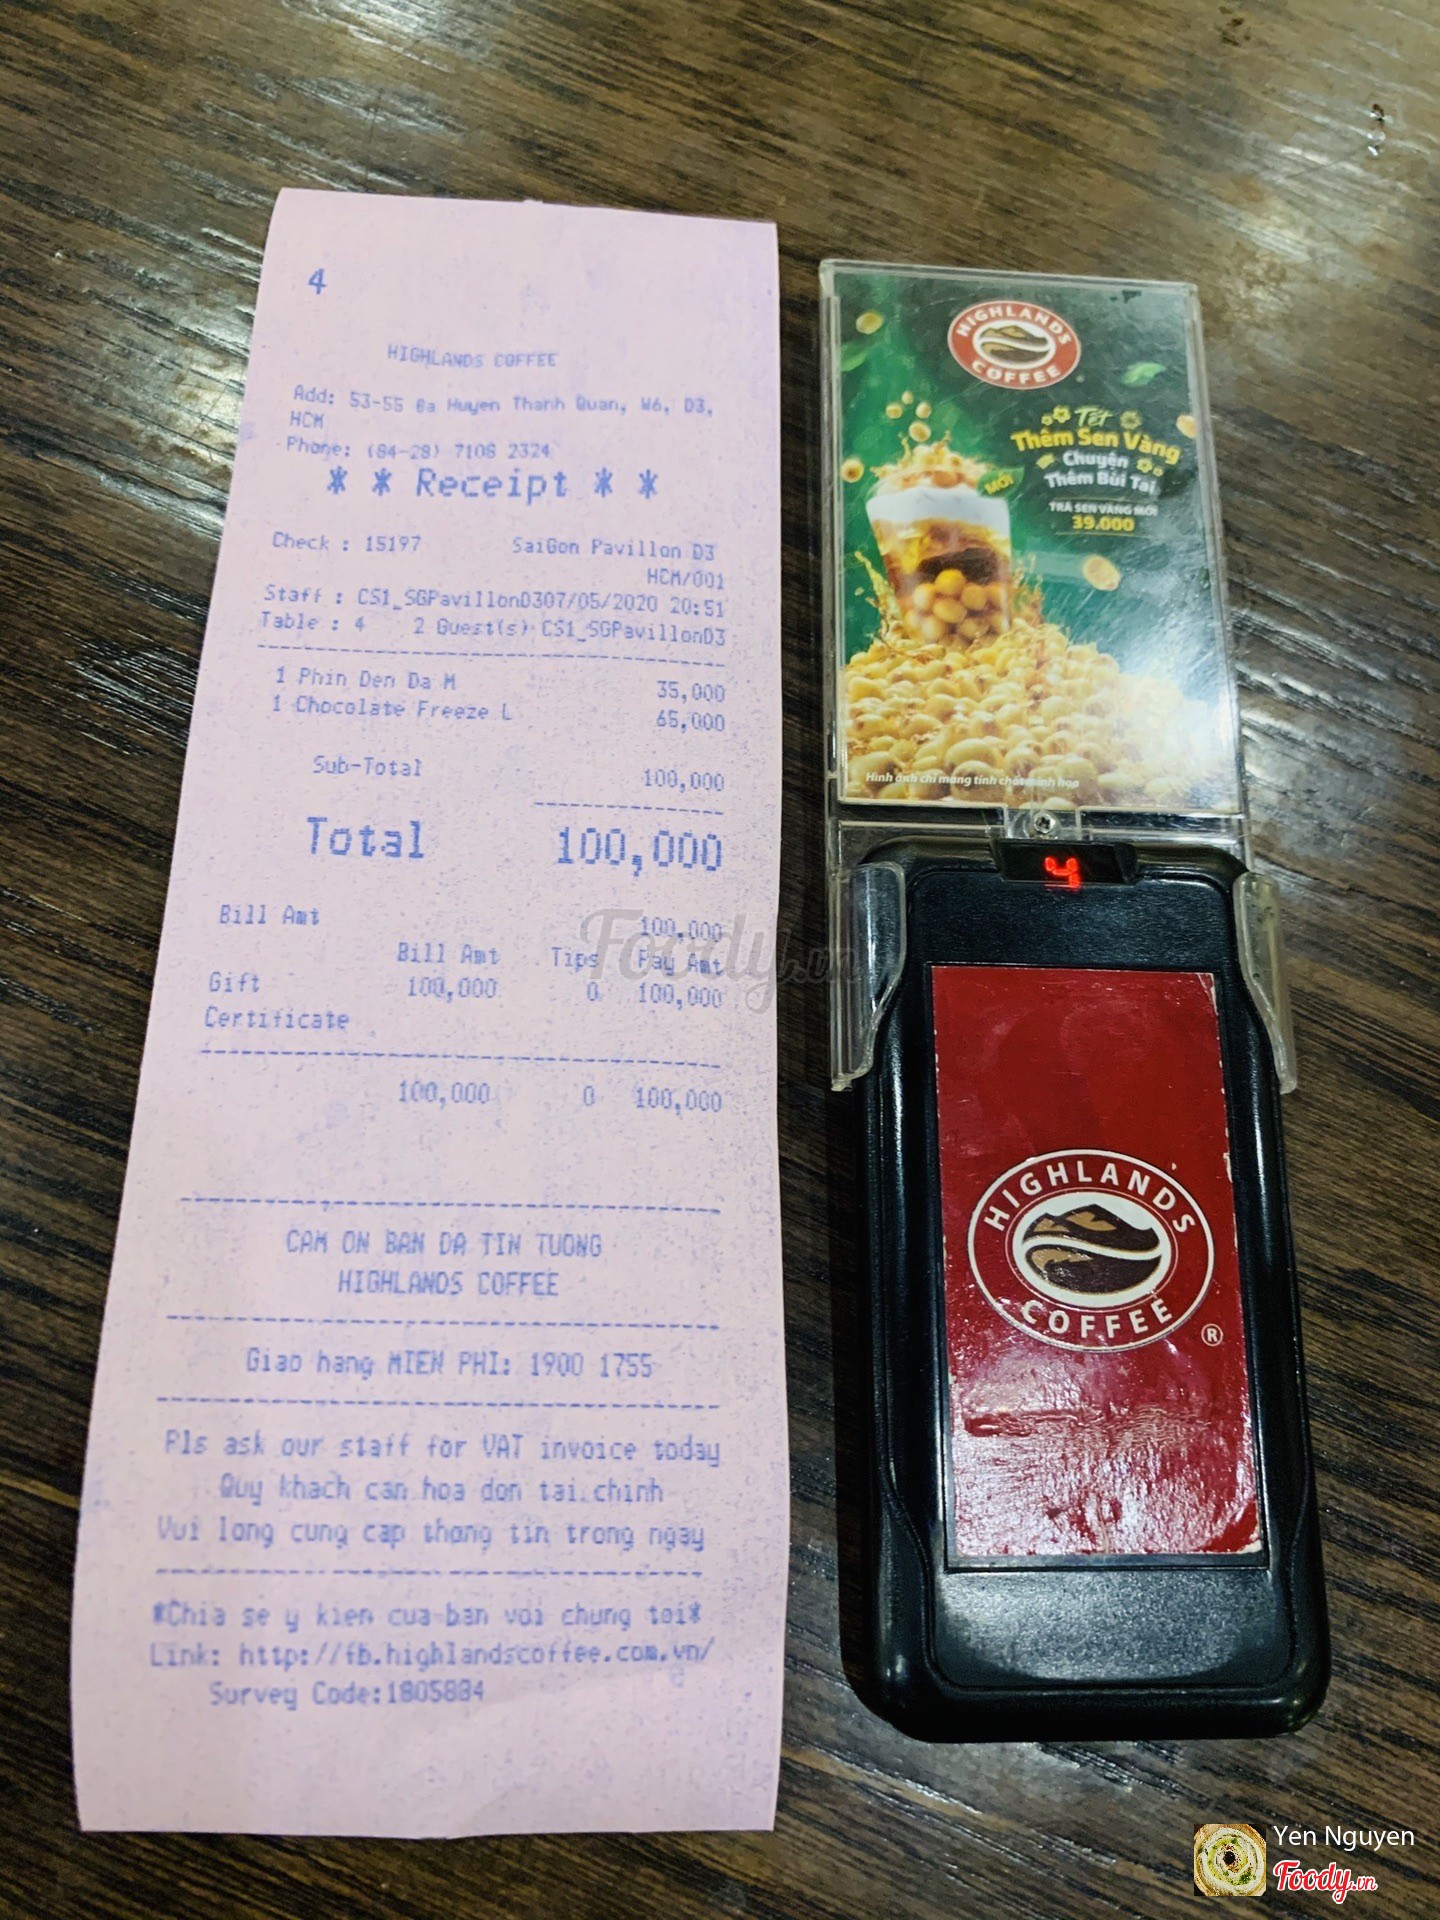 4
HIGHLANDS COFFEE
Add: 53-55 Ba Huyen Thanh Quan, W6, D3,
HCM
Phone: (84-28) 7108 2324
* * Receipt * *
Check : 15197 SaiGon Pavillon D3
HCM/001
Staff : CS1_SGPavillonD307/05/2020 20:51
Table : 4 2 Guest(s) CS1_SGPavillonD3
1 Phin Den Da M 35,000
1 Chocolate Freeze L 65,000
Sub-Total 100,000
Total 100,000
Bill Amt 100,000
Bill Amt Tips Pay Amt
Gift 100,000 0 100,000
Certificate
100,000 0 100,000
CAM ON BAN DA TIN TUONG
HIGHLANDS COFFEE
Giao hang MIEN PHI: 1900 1755
Pls ask our staff for VAT invoice today
Quy khach can hoa don tai chinh
Vui long cung cap thong tin trong ngay
*Chia se y kien cua ban voi chung toi*
Link: http://fb.highlandscoffee.com.vn/
Survey Code:1805884
HIGHLANDS
COFFEE
Tết
Thêm Sen Vàng
Chuyện
Thêm Bùi Tai
MỚI
TRÀ SEN VÀNG MỚI
39.000
Hình ảnh chỉ mang tính chất minh họa
4
HIGHLANDS
COFFEE
®
Foody.vn
Yen Nguyen
Foody.vn